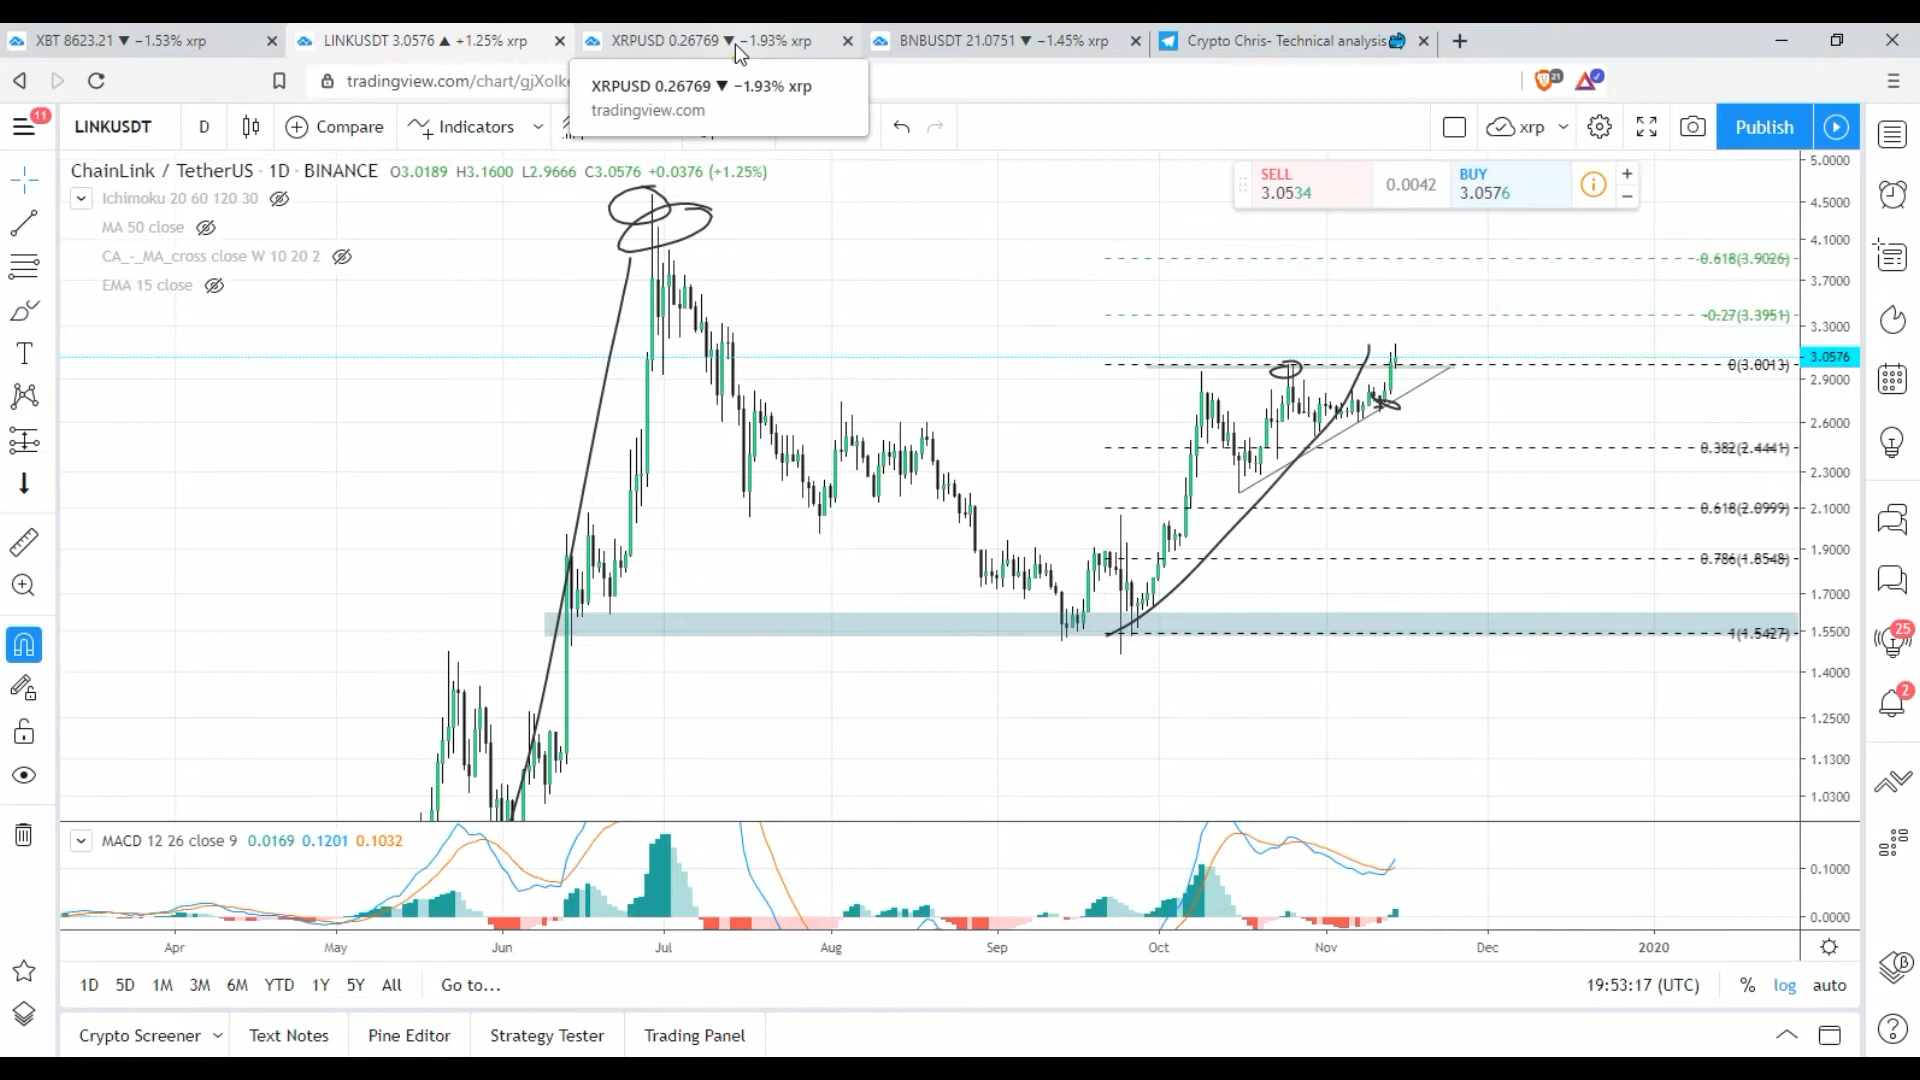 XBT 8623.21 ▼ −1.53% xrp
LINKUSDT 3.0576 ▲ +1.25% xrp
XRPUSD 0.26769 ▼ −1.93% xrp
BNBUSDT 21.0751 ▼ −1.45% xrp
Crypto Chris- Technical analysis
tradingview.com/chart/gjXolk
21
XRPUSD 0.26769 ▼ −1.93% xrp
tradingview.com
11
LINKUSDT
D
Compare
Indicators
xrp
Publish
ChainLink / TetherUS · 1D · BINANCE O3.0189 H3.1600 L2.9666 C3.0576 +0.0376 (+1.25%)
Ichimoku 20 60 120 30
MA 50 close
CA_-_MA_cross close W 10 20 2
EMA 15 close
SELL
3.0534
0.0042
BUY
3.0576
5.0000
4.5000
4.1000
3.7000
3.3000
3.0576
2.9000
2.6000
2.3000
2.1000
1.9000
1.7000
1.5500
1.4000
1.2500
1.1300
1.0300
-0.618(3.9026)
-0.27(3.3951)
0(3.0013)
0.382(2.4441)
0.618(2.0999)
0.786(1.8548)
1(1.5427)
MACD 12 26 close 9 0.0169 0.1201 0.1032
0.1000
0.0000
Apr May Jun Jul Aug Sep Oct Nov Dec 2020
1D 5D 1M 3M 6M YTD 1Y 5Y All Go to...
19:53:17 (UTC) % log auto
Crypto Screener Text Notes Pine Editor Strategy Tester Trading Panel
25
2
β